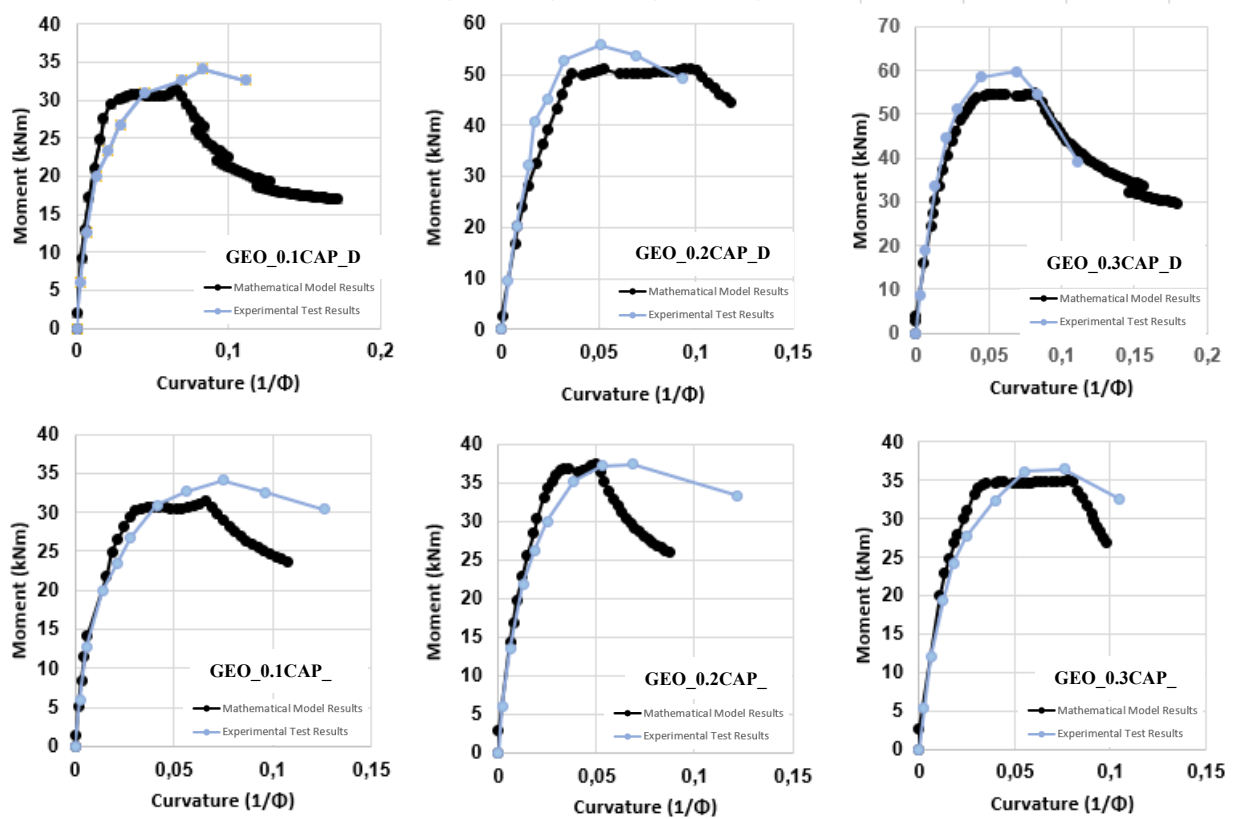 40
35
30
25
20
15
10
5
0
Moment (kNm)
0
0,1
0,2
Curvature (1/Φ)
GEO_0.1CAP_D
Mathematical Model Results
Experimental Test Results
60
50
40
30
20
10
0
Moment (kNm)
0
0,05
0,1
0,15
Curvature (1/Φ)
GEO_0.2CAP_D
Mathematical Model Results
Experimental Test Results
70
60
50
40
30
20
10
0
Moment (kNm)
0
0,05
0,1
0,15
0,2
Curvature (1/Φ)
GEO_0.3CAP_D
Mathematical Model Results
Experimental Test Results
40
35
30
25
20
15
10
5
0
Moment (kNm)
0
0,05
0,1
0,15
Curvature (1/Φ)
GEO_0.1CAP_
Mathematical Model Results
Experimental Test Results
40
35
30
25
20
15
10
5
0
Moment (kNm)
0
0,05
0,1
0,15
Curvature (1/Φ)
GEO_0.2CAP_
Mathematical Model Results
Experimental Test Results
40
35
30
25
20
15
10
5
0
Moment (kNm)
0
0,05
0,1
0,15
Curvature (1/Φ)
GEO_0.3CAP_
Mathematical Model Results
Experimental Test Results